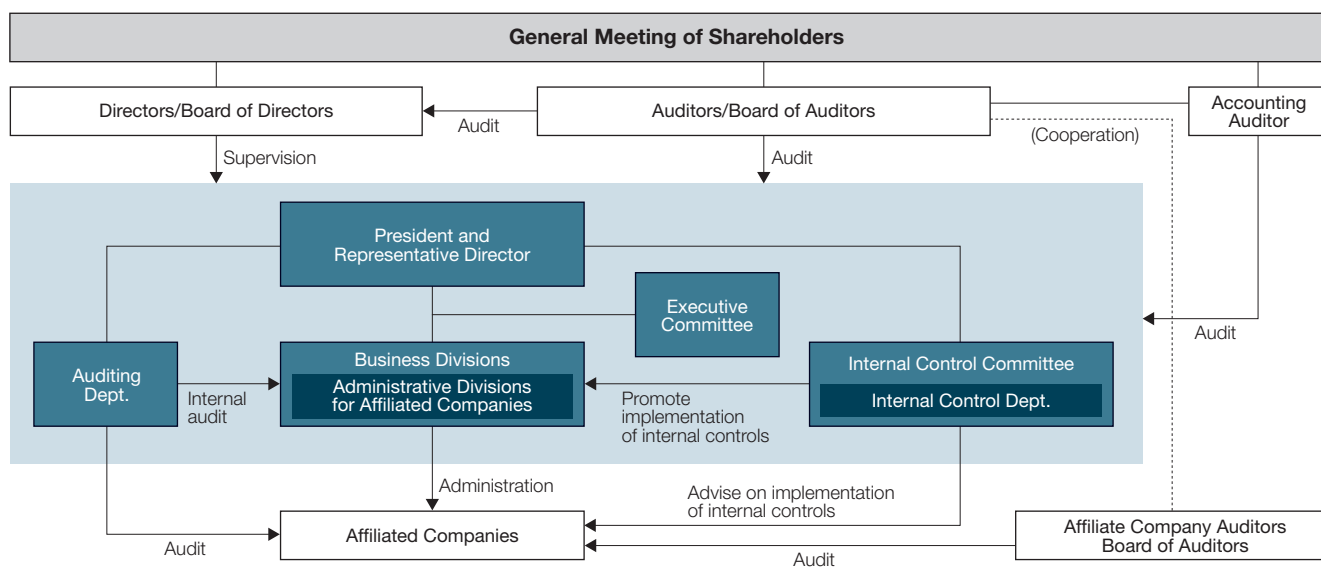 General Meeting of Shareholders
Directors/Board of Directors
Audit
Auditors/Board of Auditors
(Cooperation)
Accounting
Auditor
Supervision
Audit
President and
Representative Director
Executive
Committee
Audit
Auditing
Dept.
Internal
audit
Business Divisions
Administrative Divisions
for Affiliated Companies
Promote
implementation
of internal controls
Internal Control Committee
Internal Control Dept.
Administration
Advise on implementation
of internal controls
Audit
Affiliated Companies
Audit
Affiliate Company Auditors
Board of Auditors